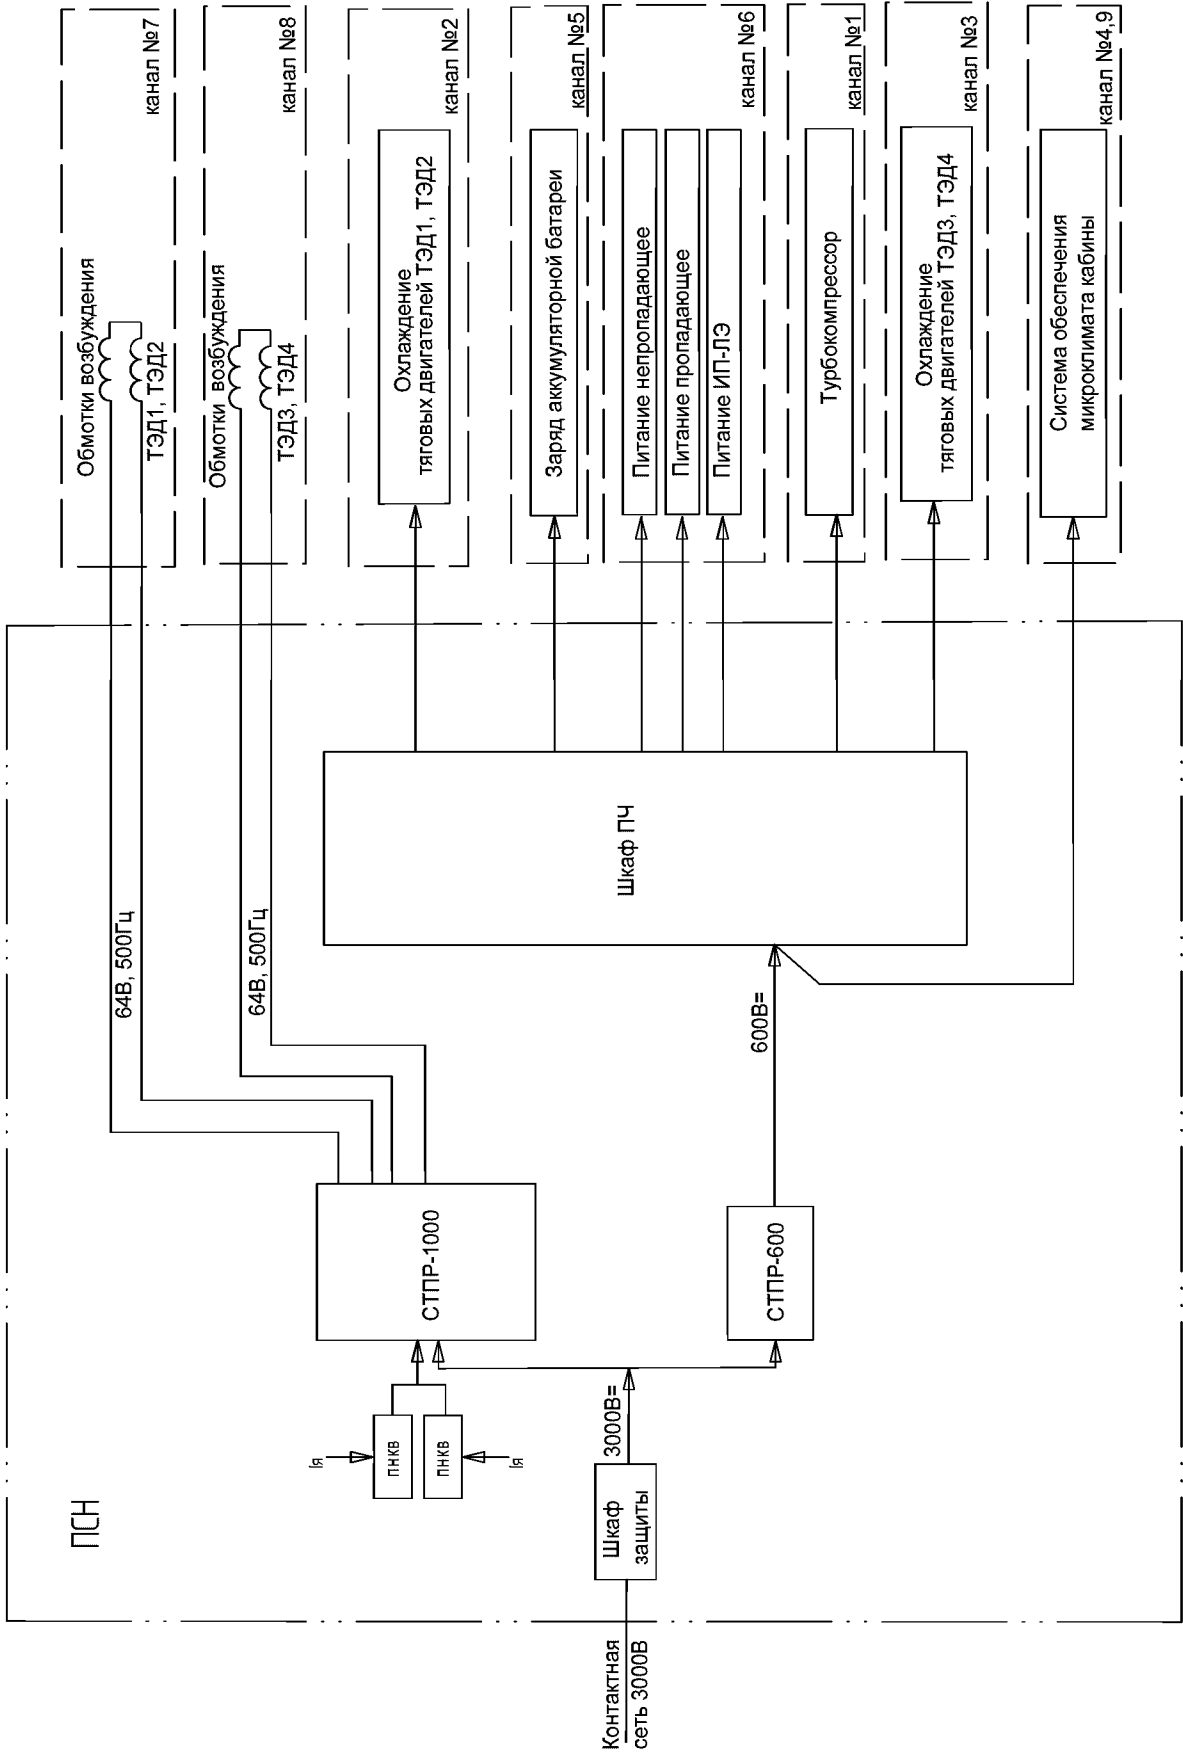 ПСН
Контактная
сеть 3000В
Шкаф
защиты
3000В=
Iя
ПНКВ
ПНКВ
Iя
СТПР-1000
СТПР-600
600В=
64В, 500Гц
64В, 500Гц
Шкаф ПЧ
Обмотки возбуждения
ТЭД1, ТЭД2
канал №7
Обмотки возбуждения
ТЭД3, ТЭД4
канал №8
Охлаждение
тяговых двигателей ТЭД1, ТЭД2
канал №2
Заряд аккумуляторной батареи
канал №5
Питание непропадающее
Питание пропадающее
Питание ИП-ЛЭ
канал №6
Турбокомпрессор
канал №1
Охлаждение
тяговых двигателей ТЭД3, ТЭД4
канал №3
Система обеспечения
микроклимата кабины
канал №4,9